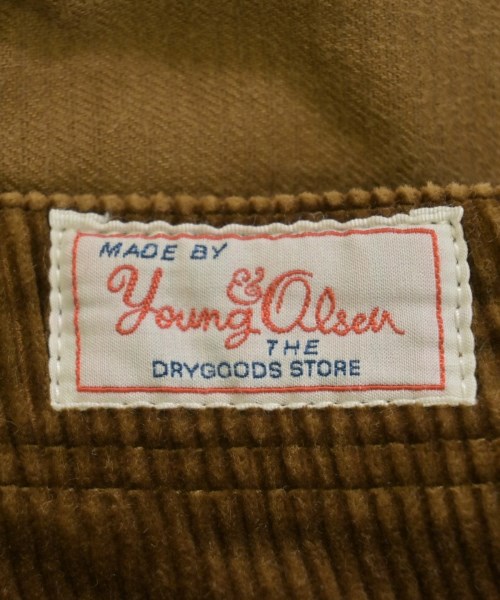 MADE BY
Young & Olsen
THE
DRYGOODS STORE